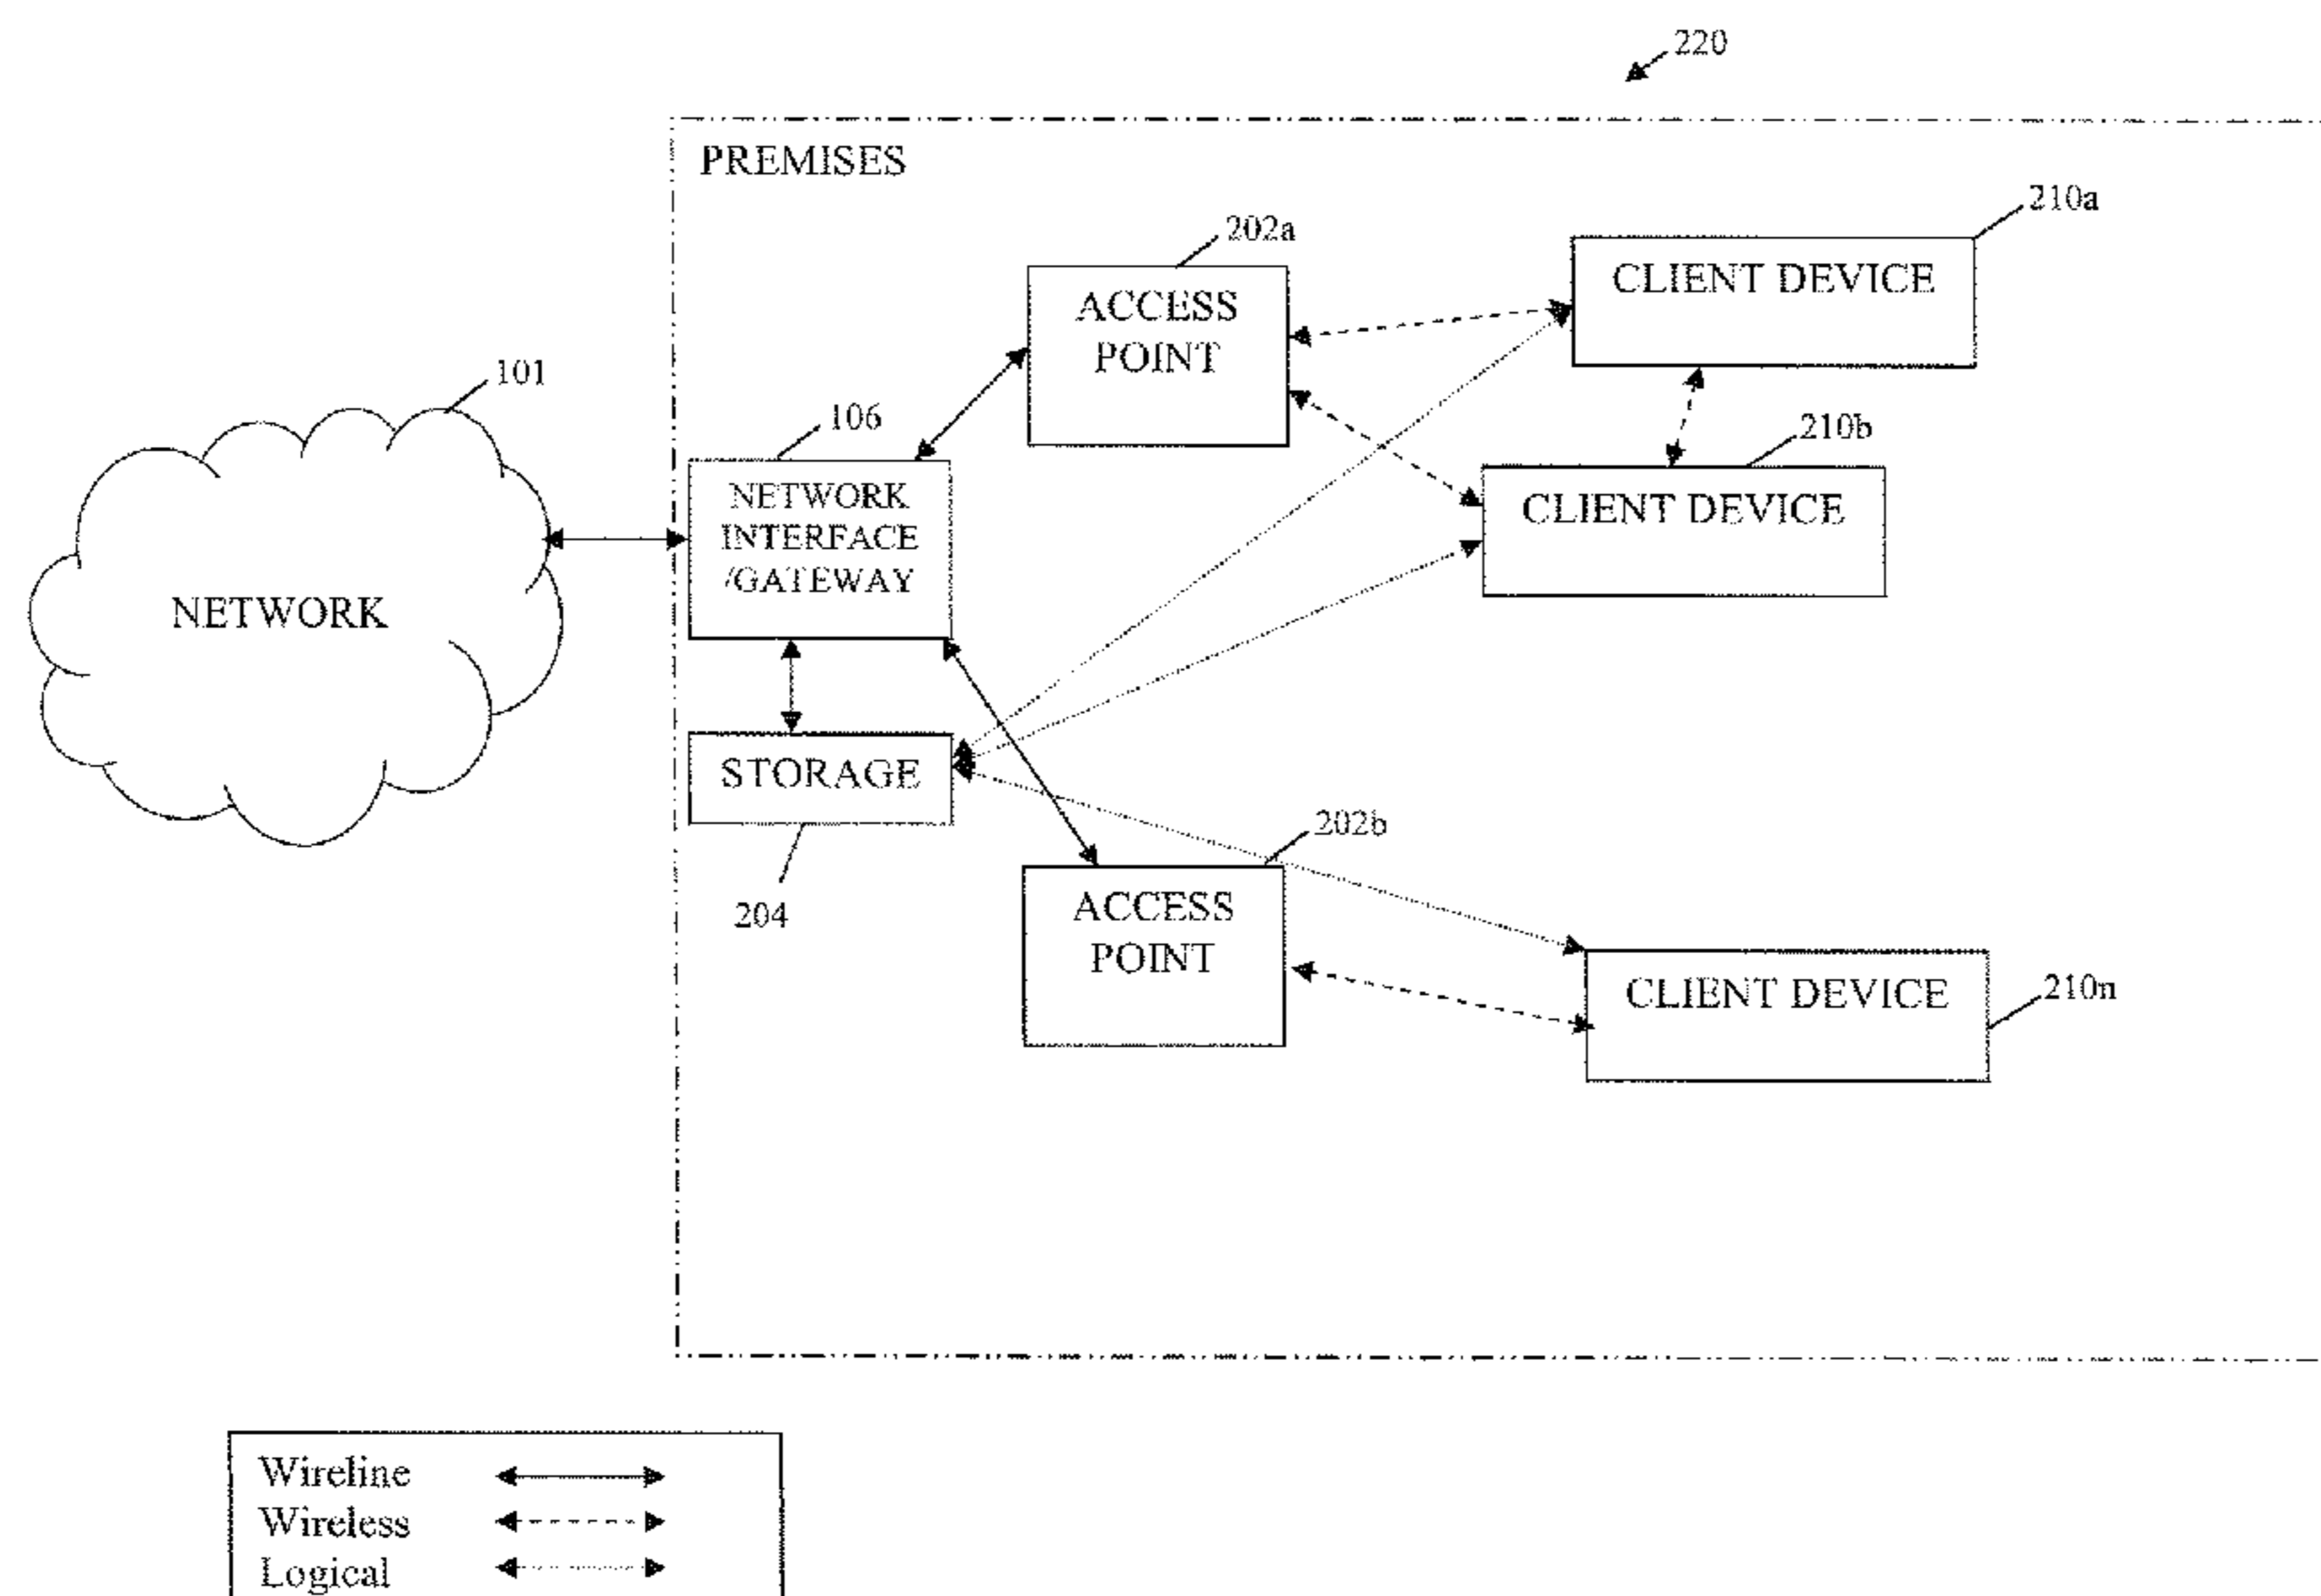 220
PREMISES
210a
202a
CLIENT DEVICE
ACCESS
POINT
101
106
210b
NETWORK
INTERFACE
/GATEWAY
CLIENT DEVICE
NETWORK
STORAGE
202b
204
ACCESS
POINT
CLIENT DEVICE
210n
Wireline
Wireless
Logical